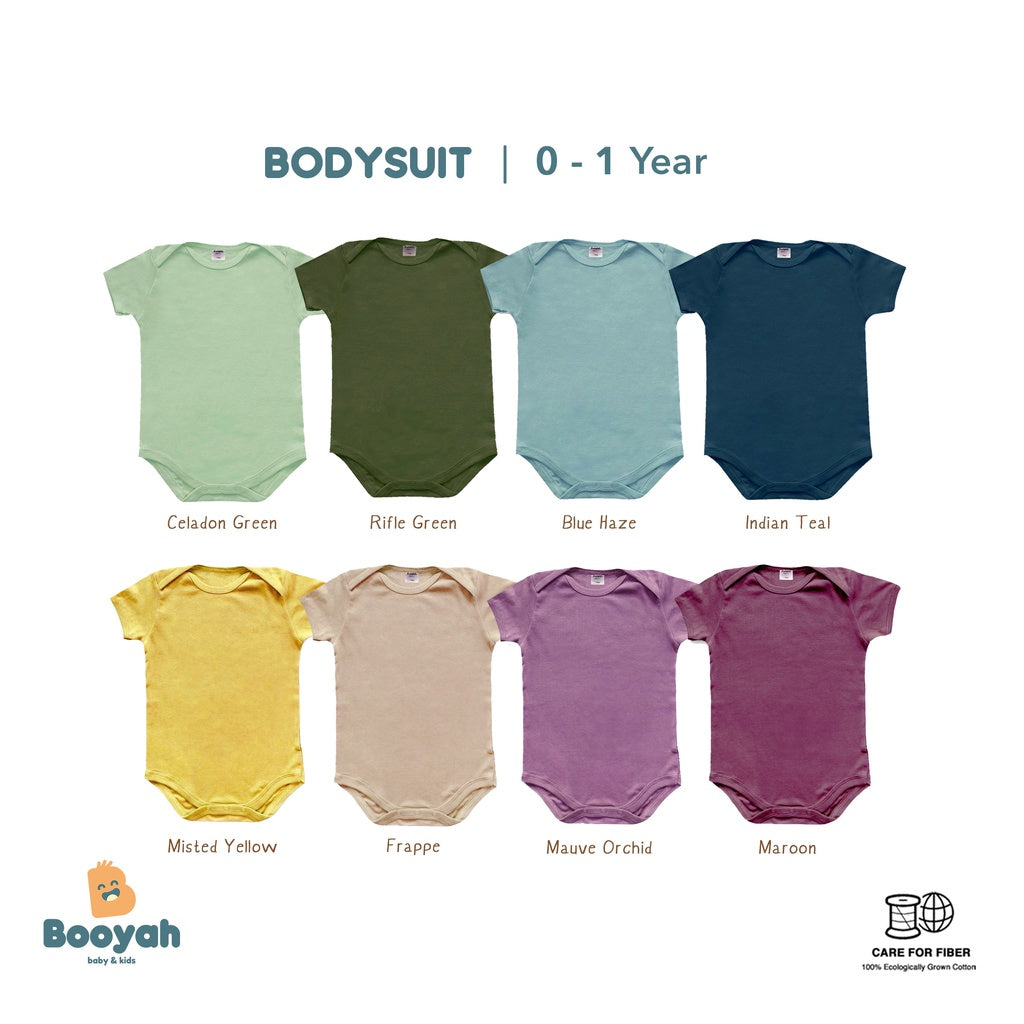 BODYSUIT | 0 - 1 Year
Celadon Green Rifle Green Blue Haze Indian Teal
Misted Yellow Frappe Mauve Orchid Maroon
Booyah
baby & kids
CARE FOR FIBER
100% Ecologically Grown Cotton